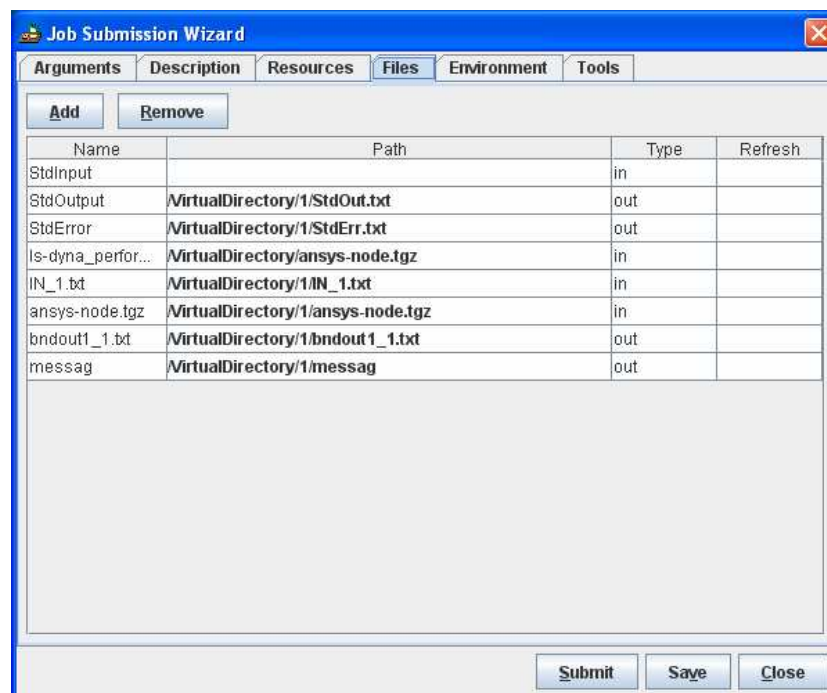 Job Submission Wizard
Arguments Description Resources Files Environment Tools
Add Remove
Name Path Type Refresh
StdInput in
StdOutput /VirtualDirectory/1/StdOut.txt out
StdError /VirtualDirectory/1/StdErr.txt out
ls-dyna_perfor... /VirtualDirectory/ansys-node.tgz in
IN_1.txt /VirtualDirectory/1/IN_1.txt in
ansys-node.tgz /VirtualDirectory/1/ansys-node.tgz in
bndout1_1.txt /VirtualDirectory/1/bndout1_1.txt out
messag /VirtualDirectory/1/messag out
Submit Save Close